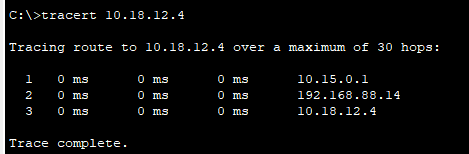 C:\>tracert 10.18.12.4
Tracing route to 10.18.12.4 over a maximum of 30 hops:
1 0 ms 0 ms 0 ms 10.15.0.1
2 0 ms 0 ms 0 ms 192.168.88.14
3 0 ms 0 ms 0 ms 10.18.12.4
Trace complete.